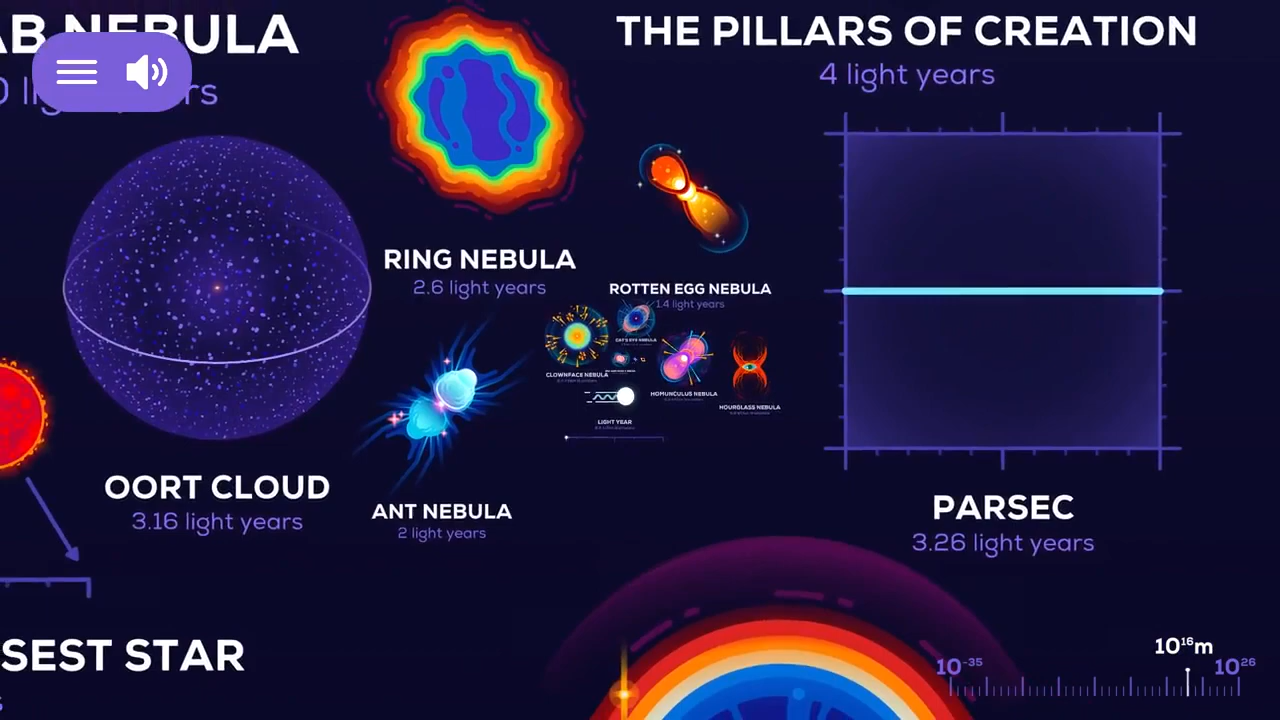 AB NEBULA
THE PILLARS OF CREATION
4 light years
RING NEBULA
2.6 light years
ROTTEN EGG NEBULA
1.4 light years
CAT'S EYE NEBULA
CLOWNFACE NEBULA
HOMUNCULUS NEBULA
HOURGLASS NEBULA
LIGHT YEAR
OORT CLOUD
3.16 light years
ANT NEBULA
2 light years
PARSEC
3.26 light years
SEST STAR
10¹⁶m
10⁻³⁵
10²⁶